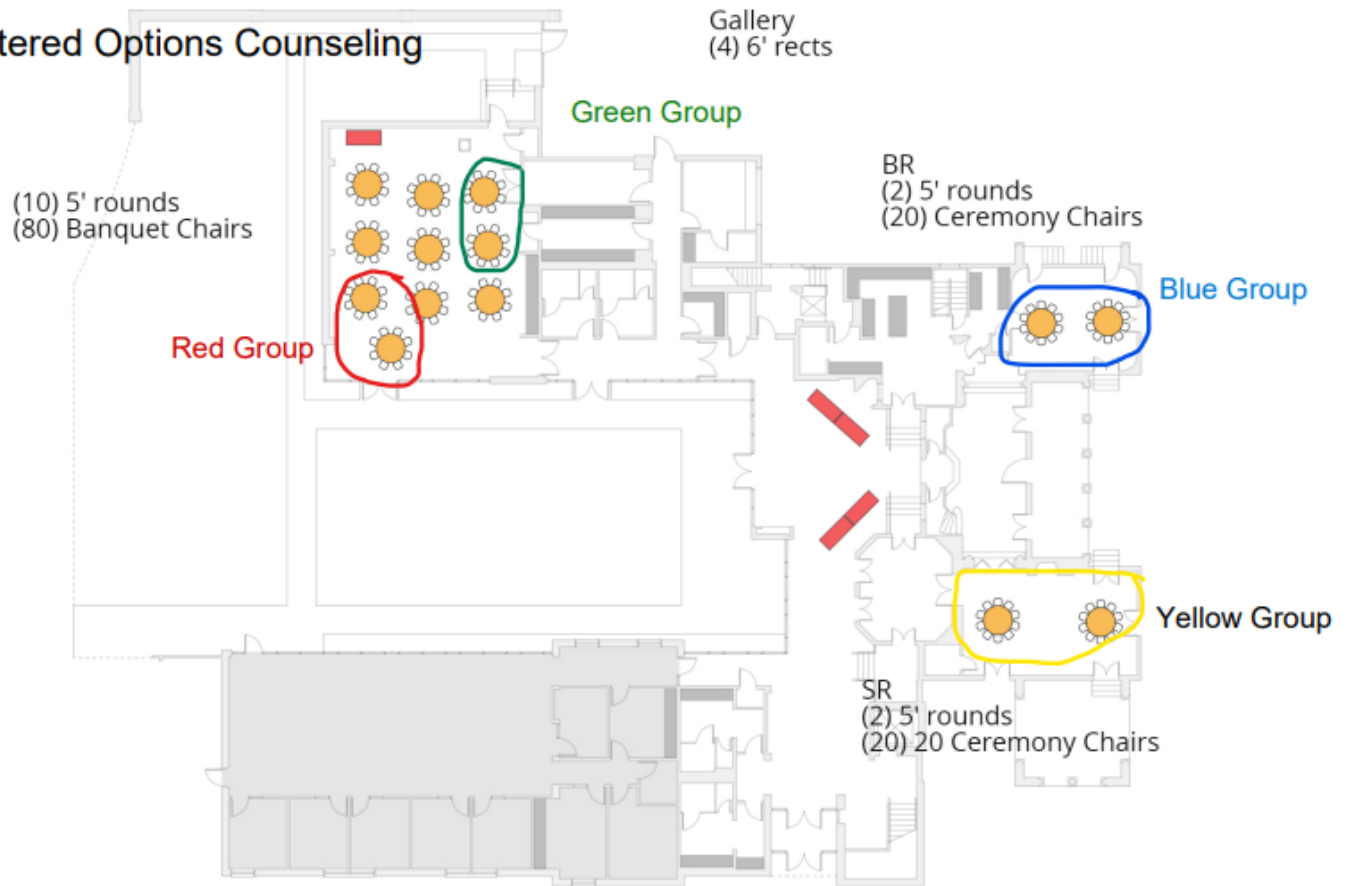 tered Options Counseling
Gallery
(4) 6' rects
Green Group
(10) 5' rounds
(80) Banquet Chairs
BR
(2) 5' rounds
(20) Ceremony Chairs
Blue Group
Red Group
Yellow Group
SR
(2) 5' rounds
(20) 20 Ceremony Chairs